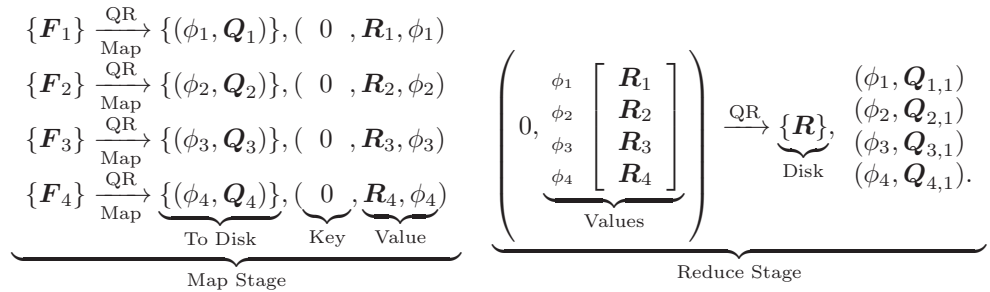 {F₁} QR→Map {(ϕ₁, Q₁)}, ( 0 , R₁, ϕ₁)
{F₂} QR→Map {(ϕ₂, Q₂)}, ( 0 , R₂, ϕ₂)
{F₃} QR→Map {(ϕ₃, Q₃)}, ( 0 , R₃, ϕ₃)
{F₄} QR→Map {(ϕ₄, Q₄)}, ( 0 , R₄, ϕ₄)
To Disk Key Value
Map Stage
(0, ϕ₁ [R₁] ϕ₂ [R₂] ϕ₃ [R₃] ϕ₄ [R₄]) QR→ {R},
Values
Disk
(ϕ₁, Q₁,₁)
(ϕ₂, Q₂,₁)
(ϕ₃, Q₃,₁)
(ϕ₄, Q₄,₁).
Reduce Stage